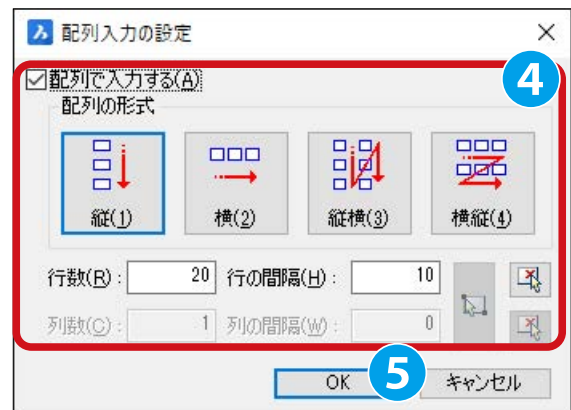 配列入力の設定
4
配列で入力する(A)
配列の形式
縦(1) 横(2) 縦横(3) 横縦(4)
行数(R): 20 行の間隔(H): 10
列数(C): 1 列の間隔(W): 0
OK 5 キャンセル